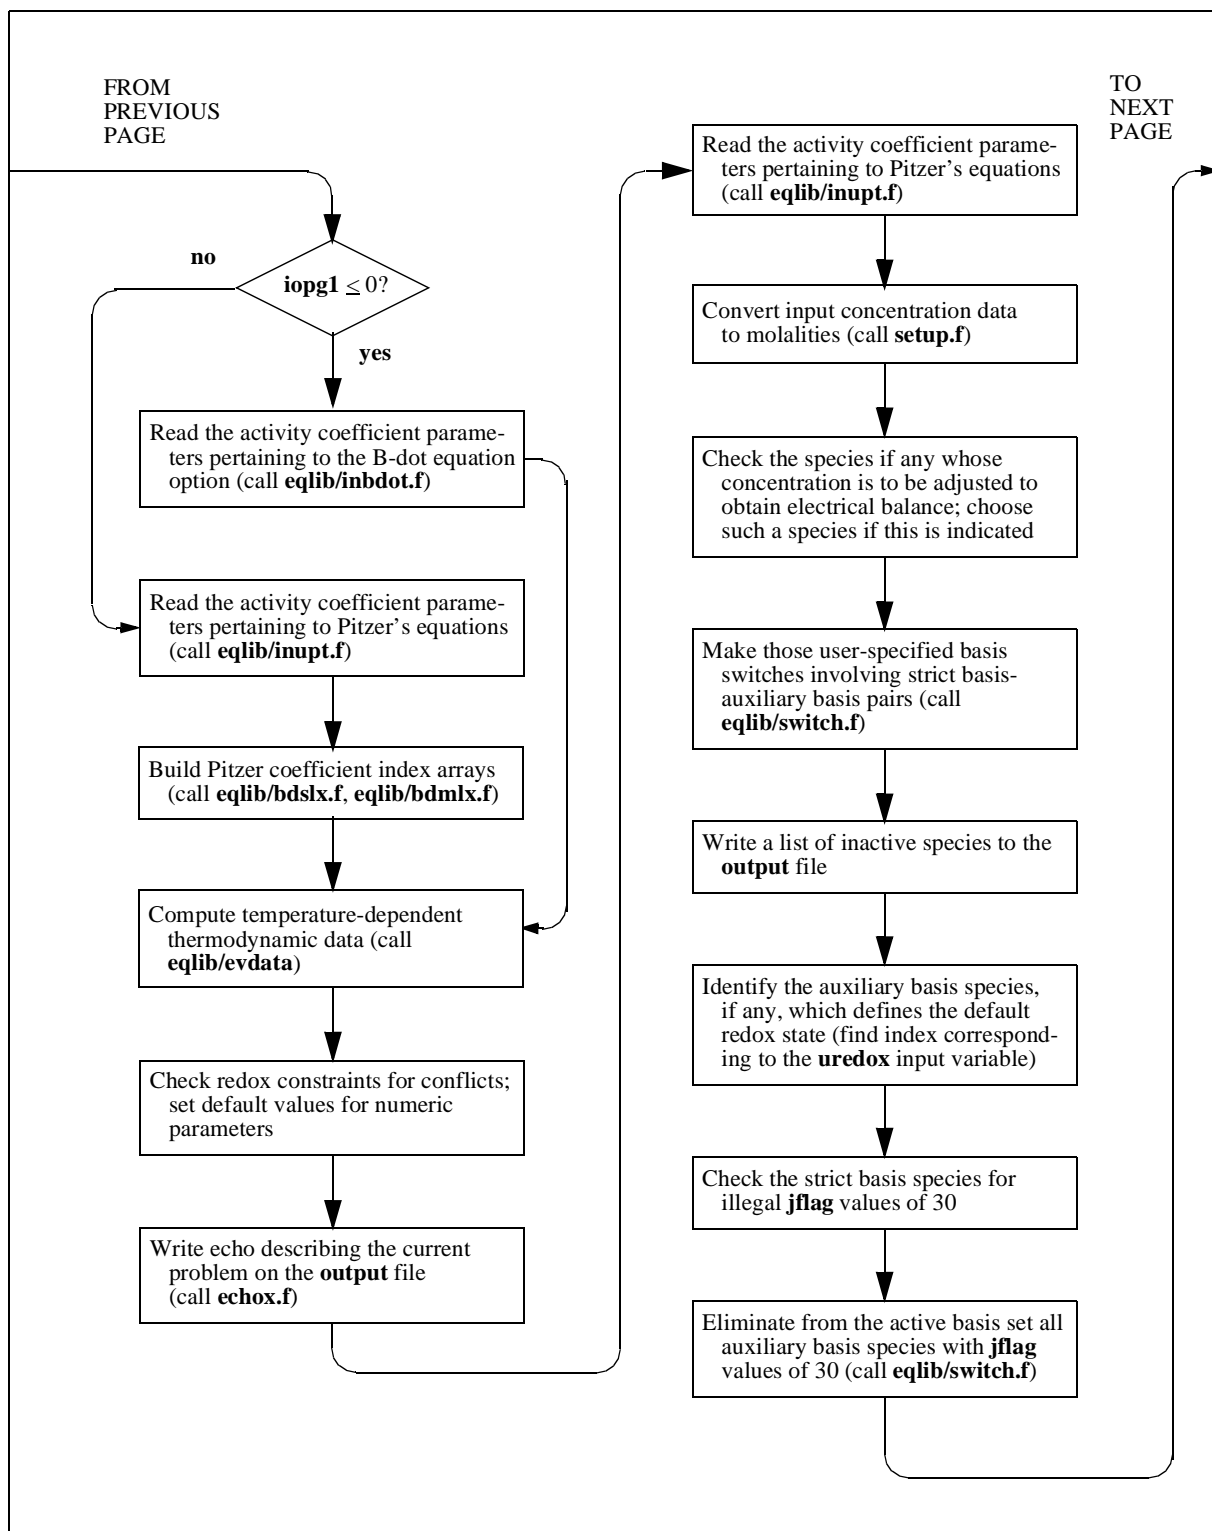 FROM
PREVIOUS
PAGE
no
iopg1 ≤ 0?
yes
Read the activity coefficient parame-
ters pertaining to the B-dot equation
option (call eqlib/inbdot.f)
Read the activity coefficient parame-
ters pertaining to Pitzer’s equations
(call eqlib/inupt.f)
Build Pitzer coefficient index arrays
(call eqlib/bdslx.f, eqlib/bdmlx.f)
Compute temperature-dependent
thermodynamic data (call
eqlib/evdata)
Check redox constraints for conflicts;
set default values for numeric
parameters
Write echo describing the current
problem on the output file
(call echox.f)
Read the activity coefficient parame-
ters pertaining to Pitzer’s equations
(call eqlib/inupt.f)
Convert input concentration data
to molalities (call setup.f)
Check the species if any whose
concentration is to be adjusted to
obtain electrical balance; choose
such a species if this is indicated
Make those user-specified basis
switches involving strict basis-
auxiliary basis pairs (call
eqlib/switch.f)
Write a list of inactive species to the
output file
Identify the auxiliary basis species,
if any, which defines the default
redox state (find index correspond-
ing to the uredox input variable)
Check the strict basis species for
illegal jflag values of 30
Eliminate from the active basis set all
auxiliary basis species with jflag
values of 30 (call eqlib/switch.f)
TO
NEXT
PAGE